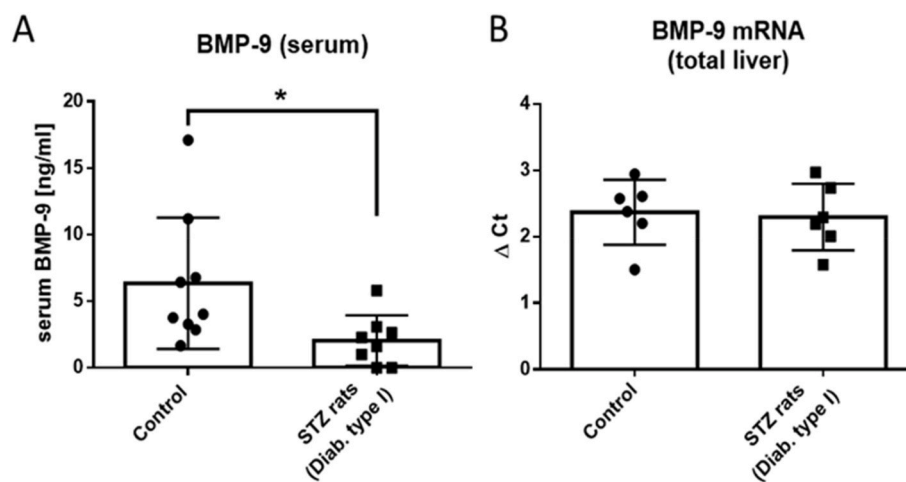 A
BMP-9 (serum)
*
serum BMP-9 [ng/ml]
20
15
10
5
0
Control
STZ rats
(Diab. type I)
B
BMP-9 mRNA
(total liver)
Δ Ct
4
3
2
1
0
Control
STZ rats
(Diab. type I)